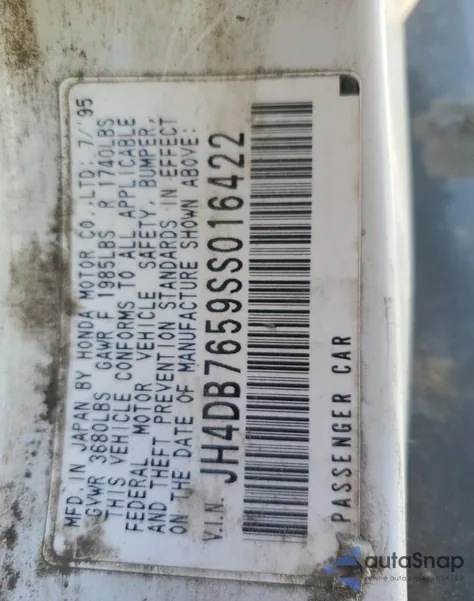 MFD. IN JAPAN BY HONDA MOTOR CO., LTD: 7/'95
GVWR 3680LBS GAWR F 1985LBS R 1740LBS
THIS VEHICLE CONFORMS TO ALL APPLICABLE
FEDERAL MOTOR VEHICLE SAFETY, BUMPER,
AND THEFT PREVENTION STANDARDS IN EFFECT
ON THE DATE OF MANUFACTURE SHOWN ABOVE:
V.I.N. JH4DB7659SS016422
PASSENGER CAR
autoSnap